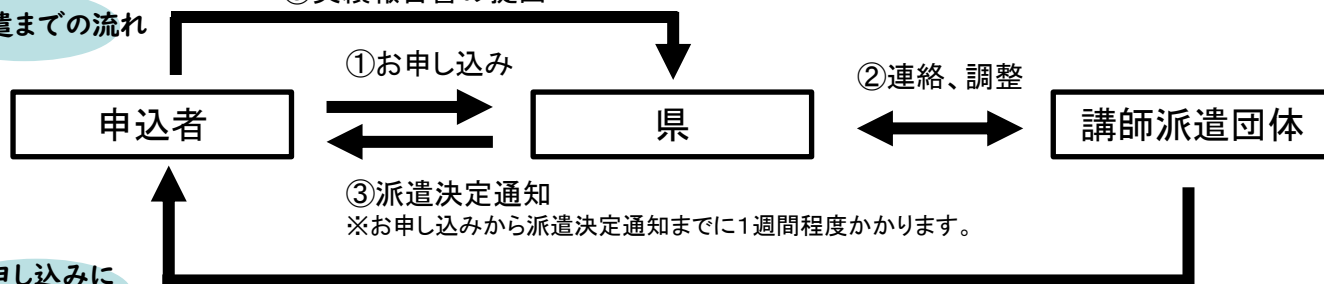 遣までの流れ
①お申し込み
②連絡、調整
申込者
県
講師派遣団体
③派遣決定通知
※お申し込みから派遣決定通知までに1週間程度かかります。
申し込みに